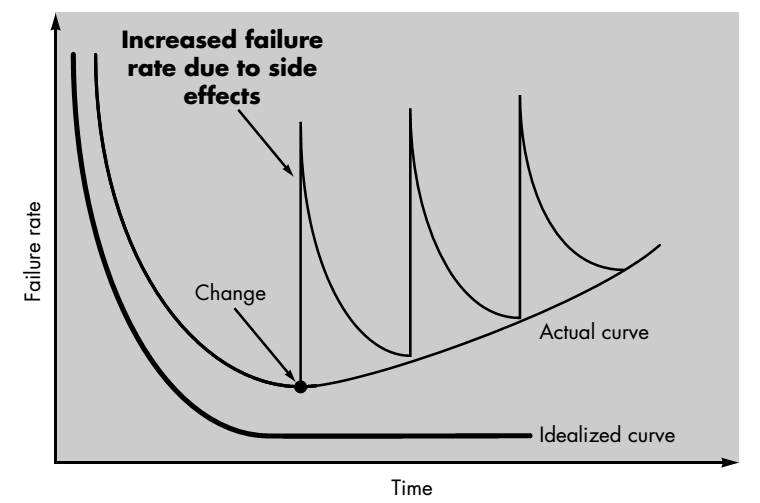 Increased failure
rate due to side
effects
Failure rate
Change
Actual curve
Idealized curve
Time